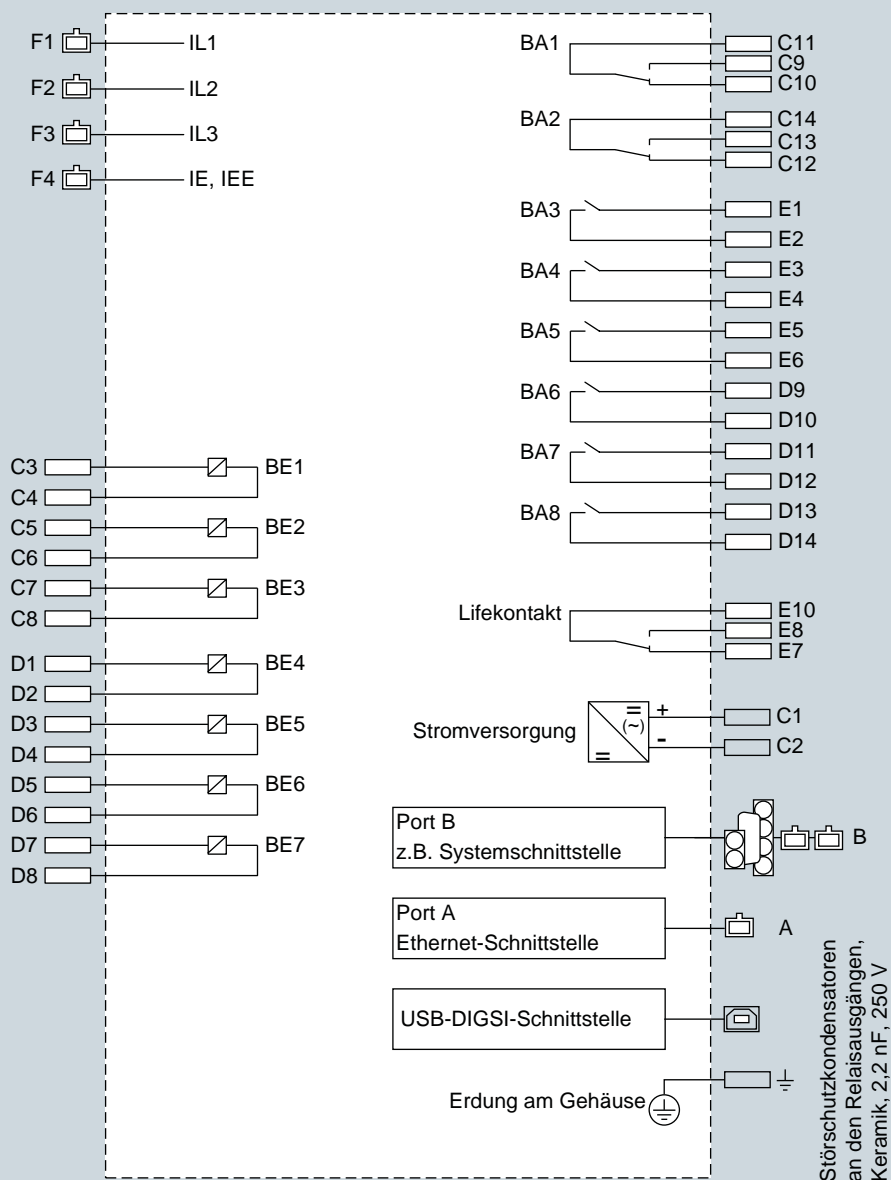 F1 IL1
F2 IL2
F3 IL3
F4 IE, IEE
C3 BE1
C4
C5 BE2
C6
C7 BE3
C8
D1 BE4
D2
D3 BE5
D4
D5 BE6
D6
D7 BE7
D8
BA1 C11
C9
C10
BA2 C14
C13
C12
BA3 E1
E2
BA4 E3
E4
BA5 E5
E6
BA6 D9
D10
BA7 D11
D12
BA8 D13
D14
Lifekontakt E10
E8
E7
Stromversorgung = (~) = + C1
- C2
Port B
z.B. Systemschnittstelle
B
Port A
Ethernet-Schnittstelle
A
USB-DIGSI-Schnittstelle
Erdung am Gehäuse
Störschutzkondensatoren
an den Relaisausgängen,
Keramik, 2,2 nF, 250 V